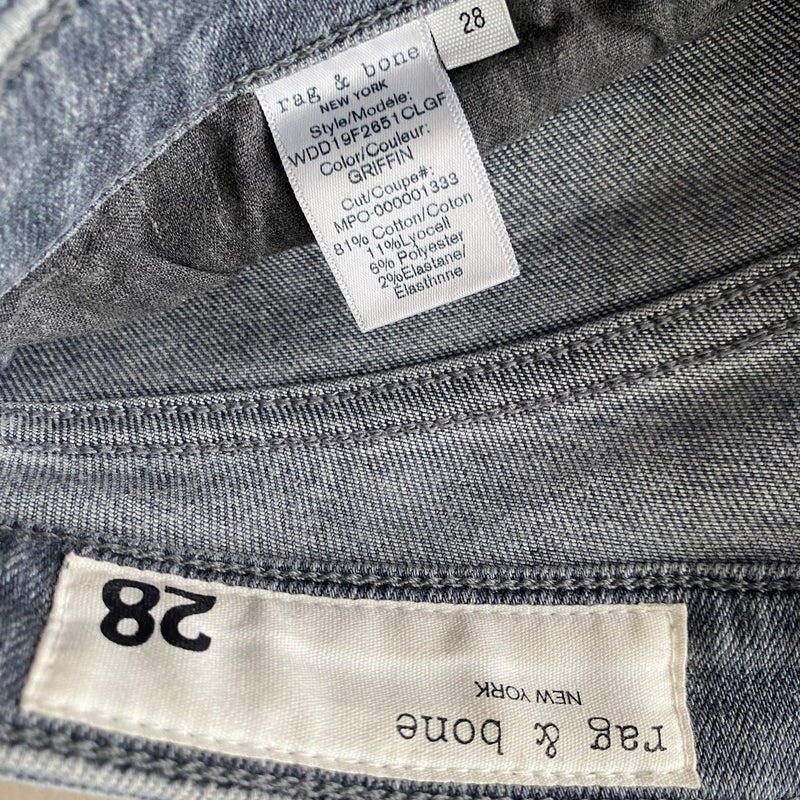 28
rag & bone
NEW YORK
Style/Modéle:
WDD19F2651CLGF
Color/Couleur:
GRIFFIN
Cut/Coupe#:
MPO-000001333
81% Cotton/Coton
11%Lyocell
6% Polyester
2%Elastane/
Élasthnne
28
rag & bone
NEW YORK